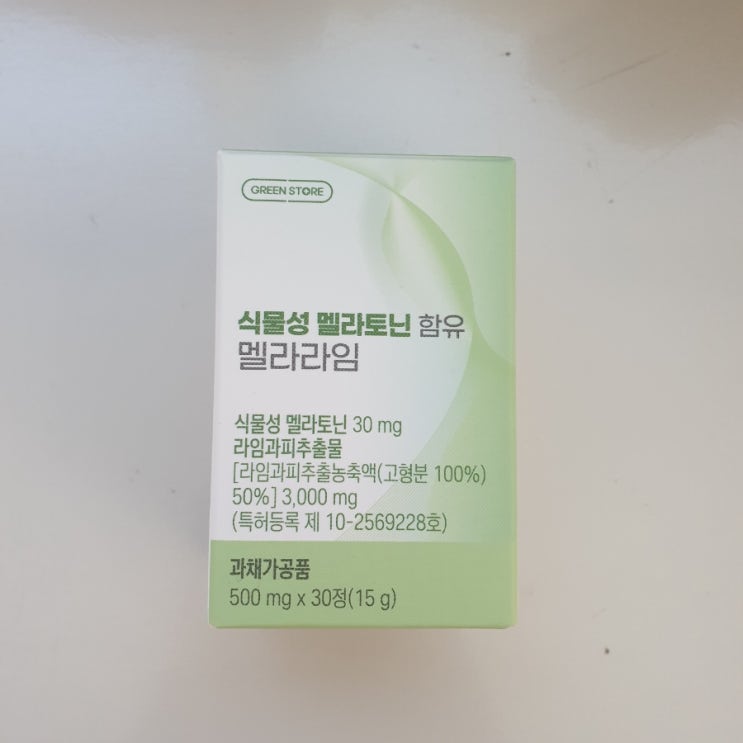 GREEN STORE
식물성 멜라토닌 함유
멜라라임
식물성 멜라토닌 30 mg
라임과피추출물
[라임과피추출농축액(고형분 100%)
50%] 3,000 mg
(특허등록 제 10-2569228호)
과채가공품
500 mg x 30정(15 g)